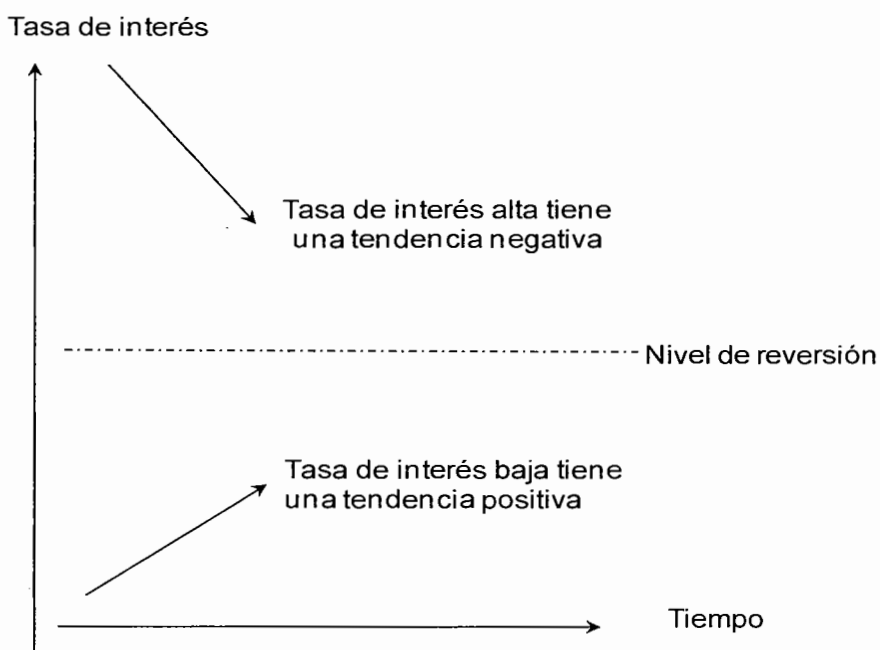 Tasa de interés
Tasa de interés alta tiene
una tendencia negativa
Nivel de reversión
Tasa de interés baja tiene
una tendencia positiva
Tiempo